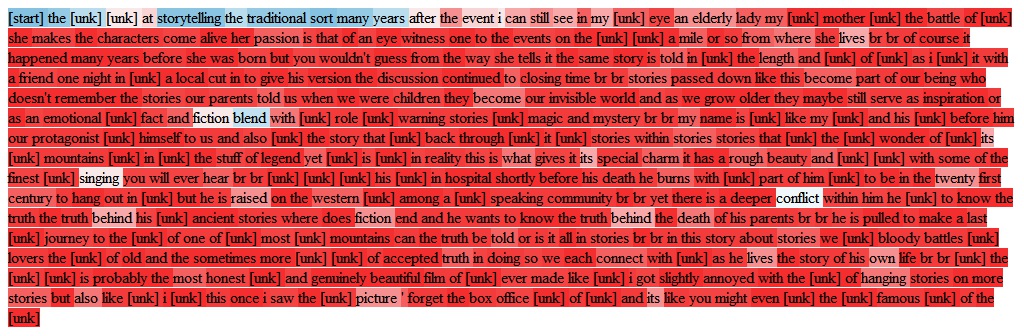 [start] the [unk] [unk] at storytelling the traditional sort many years after the event i can still see in my [unk] eye an elderly lady my [unk] mother [unk] the battle of [unk]
she makes the characters come alive her passion is that of an eye witness one to the events on the [unk] [unk] a mile or so from where she lives br br of course it
happened many years before she was born but you wouldn't guess from the way she tells it the same story is told in [unk] the length and [unk] of [unk] as i [unk] it with
a friend one night in [unk] a local cut in to give his version the discussion continued to closing time br br stories passed down like this become part of our being who
doesn't remember the stories our parents told us when we were children they become our invisible world and as we grow older they maybe still serve as inspiration or
as an emotional [unk] fact and fiction blend with [unk] role [unk] warning stories [unk] magic and mystery br br my name is [unk] like my [unk] and his [unk] before him
our protagonist [unk] himself to us and also [unk] the story that [unk] back through [unk] it [unk] stories within stories stories that [unk] the [unk] wonder of [unk] its
[unk] mountains [unk] in [unk] the stuff of legend yet [unk] is [unk] in reality this is what gives it its special charm it has a rough beauty and [unk] [unk] with some of the
finest [unk] singing you will ever hear br br [unk] [unk] [unk] his [unk] in hospital shortly before his death he burns with [unk] part of him [unk] to be in the twenty first
century to hang out in [unk] but he is raised on the western [unk] among a [unk] speaking community br br yet there is a deeper conflict within him he [unk] to know the
truth the truth behind his [unk] ancient stories where does fiction end and he wants to know the truth behind the death of his parents br br he is pulled to make a last
[unk] journey to the [unk] of one of [unk] most [unk] mountains can the truth be told or is it all in stories br br in this story about stories we [unk] bloody battles [unk]
lovers the [unk] of old and the sometimes more [unk] [unk] of accepted truth in doing so we each connect with [unk] as he lives the story of his own life br br [unk] the
[unk] [unk] is probably the most honest [unk] and genuinely beautiful film of [unk] ever made like [unk] i got slightly annoyed with the [unk] of hanging stories on more
stories but also like [unk] i [unk] this once i saw the [unk] picture ' forget the box office [unk] of [unk] and its like you might even [unk] the [unk] famous [unk] of the
[unk]